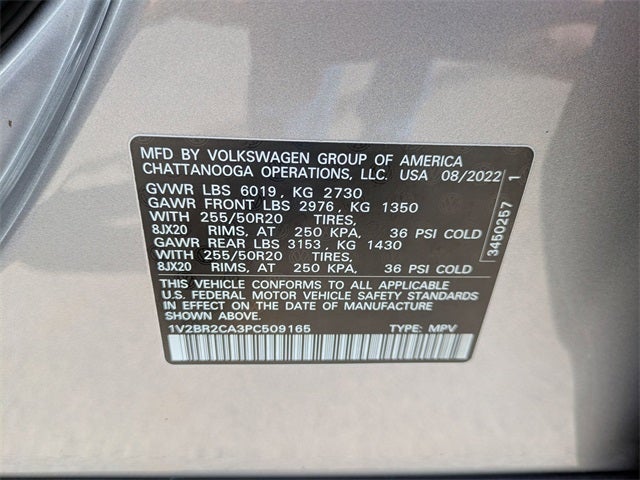 MFD BY VOLKSWAGEN GROUP OF AMERICA
CHATTANOOGA OPERATIONS, LLC. USA 08/2022
GVWR LBS 6019, KG 2730
GAWR FRONT LBS 2976, KG 1350
WITH 255/50R20 TIRES,
8JX20 RIMS, AT 250 KPA, 36 PSI COLD
GAWR REAR LBS 3153, KG 1430
WITH 255/50R20 TIRES,
8JX20 RIMS, AT 250 KPA, 36 PSI COLD
THIS VEHICLE CONFORMS TO ALL APPLICABLE
U.S. FEDERAL MOTOR VEHICLE SAFETY STANDARDS
IN EFFECT ON THE DATE OF MANUFACTURE
SHOWN ABOVE.
1V2BR2CA3PC509165 TYPE: MPV
3450257 1